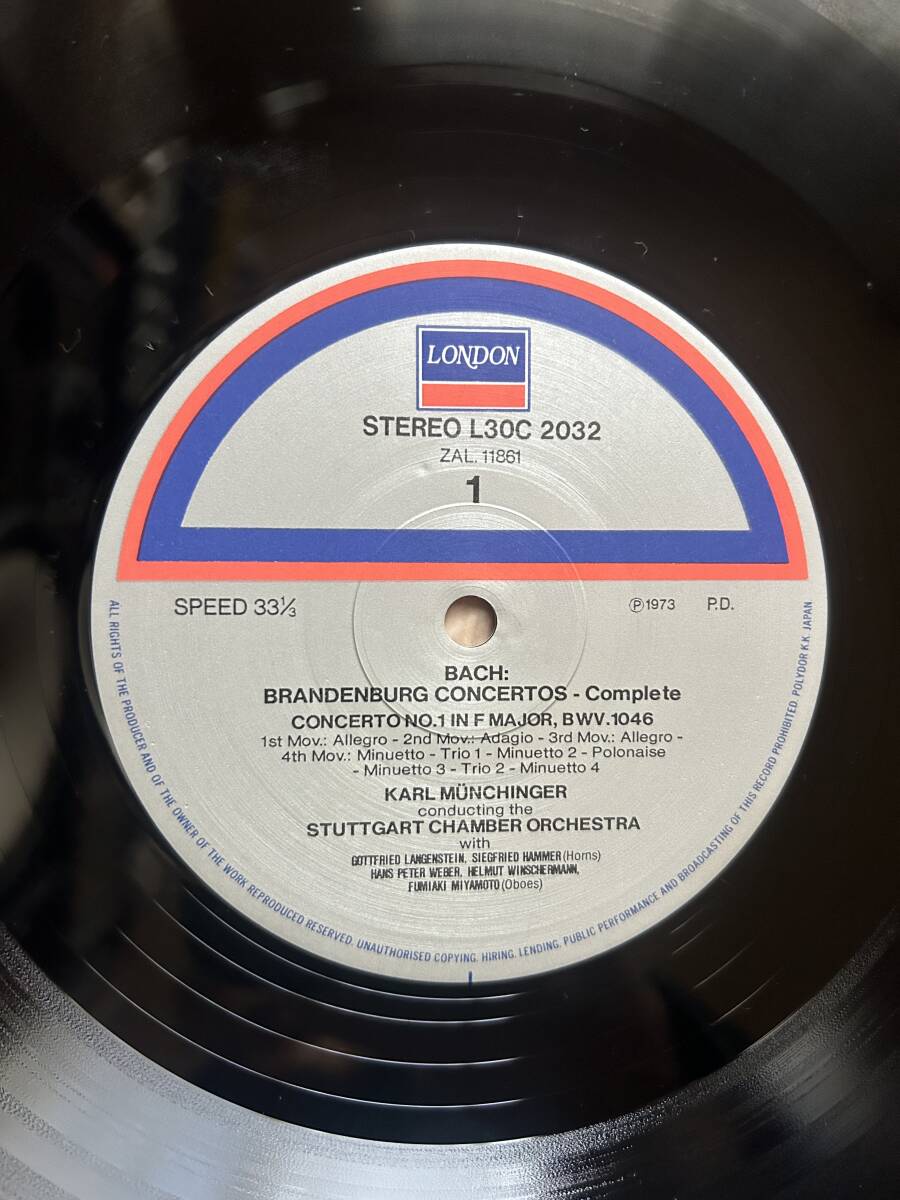 LONDON
STEREO L30C 2032
ZAL. 11861
1
SPEED 33⅓
Ⓟ1973 P.D.
BACH:
BRANDENBURG CONCERTOS - Complete
CONCERTO NO.1 IN F MAJOR, BWV.1046
1st Mov.: Allegro - 2nd Mov.: Adagio - 3rd Mov.: Allegro -
4th Mov.: Minuetto - Trio 1 - Minuetto 2 - Polonaise
- Minuetto 3 - Trio 2 - Minuetto 4
KARL MÜNCHINGER
conducting the
STUTTGART CHAMBER ORCHESTRA
with
GOTTFRIED LANGENSTEIN, SIEGFRIED HAMMER (Horns)
HANS PETER WEBER, HELMUT WINSCHERMANN,
FUMIAKI MIYAMOTO (Oboes)
ALL RIGHTS OF THE PRODUCER AND OF THE OWNER OF THE WORK REPRODUCED RESERVED. UNAUTHORISED COPYING. HIRING. LENDING. PUBLIC PERFORMANCE AND BROADCASTING OF THIS RECORD PROHIBITED POLYDOR K.K. JAPAN